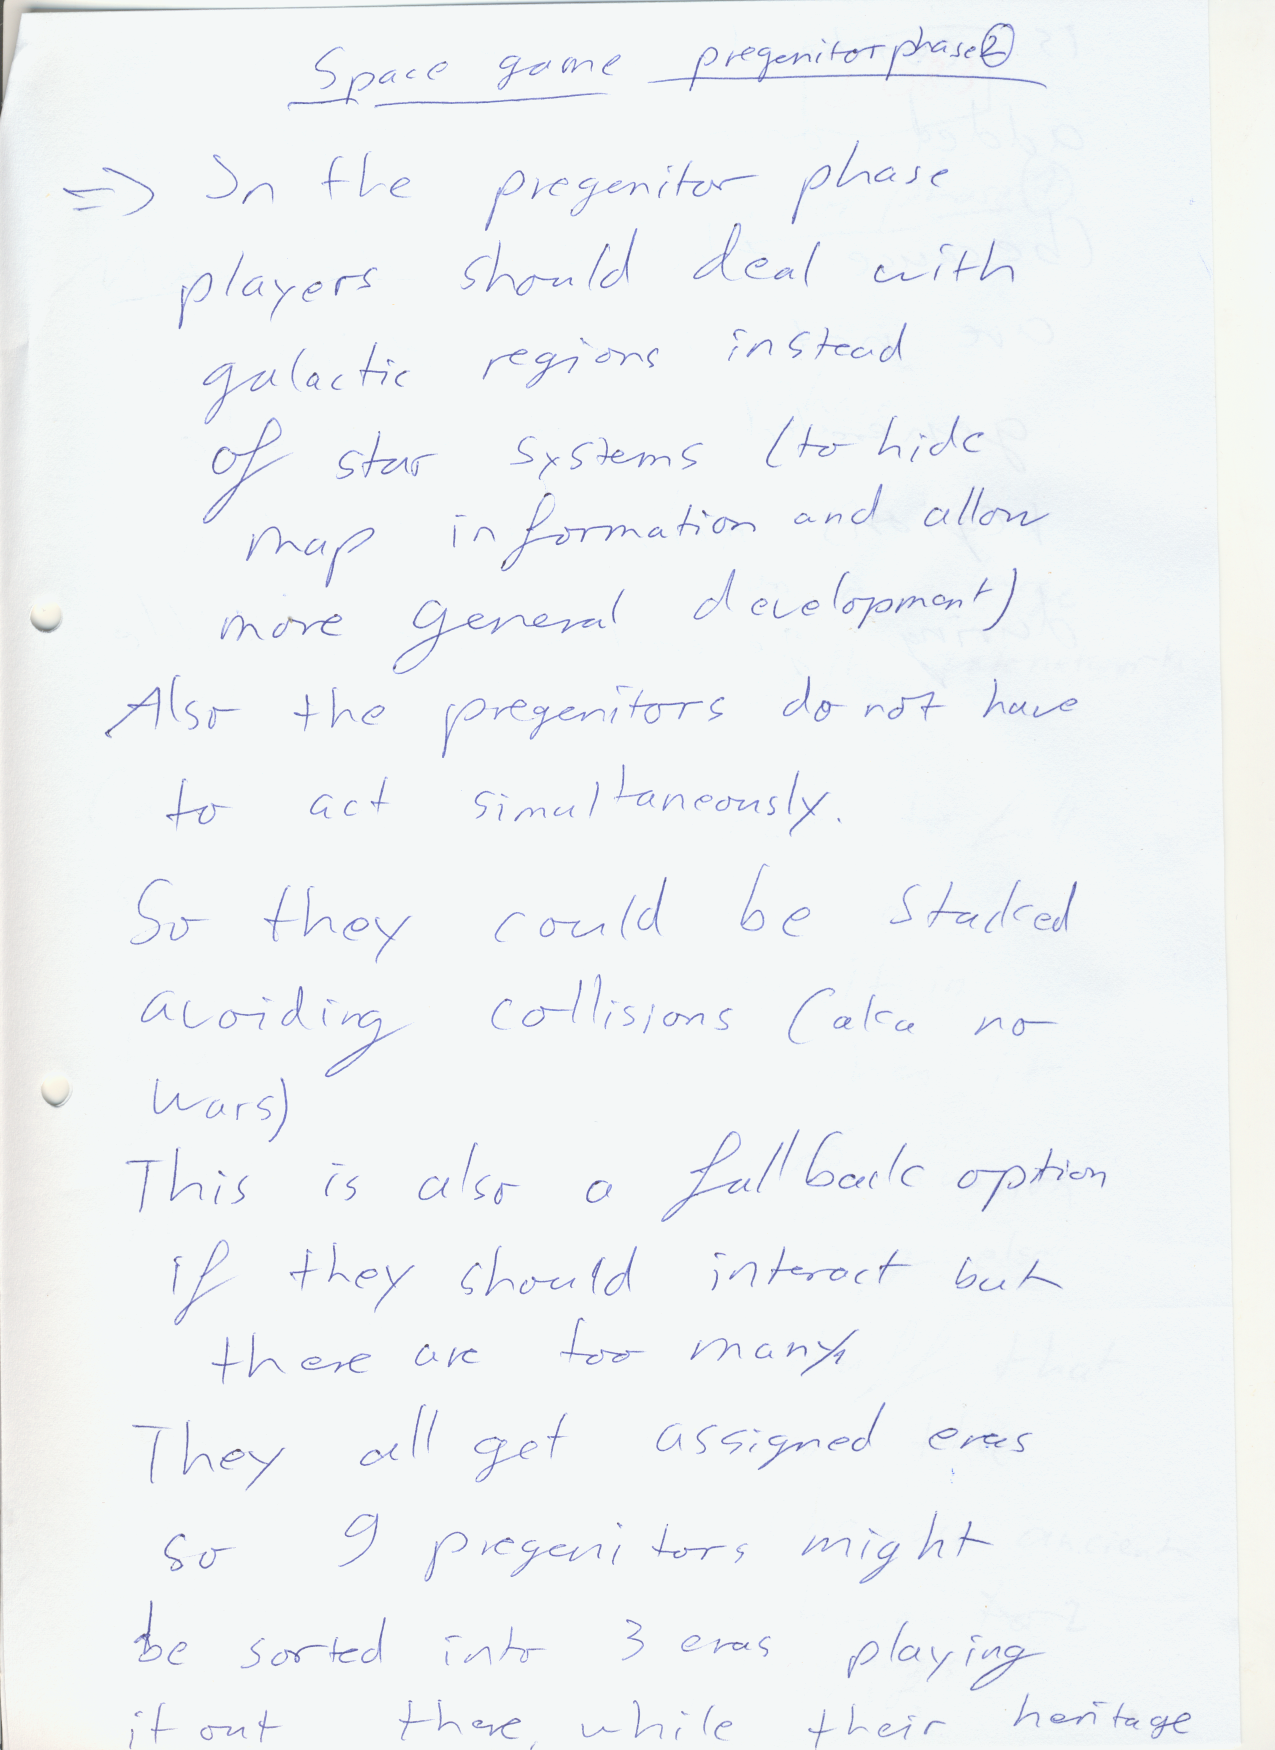 Space game pregenitorphase ②
=> In the pregenitor phase
players should deal with
galactic regions instead
of star systems (to hide
map information and allow
more general development)
Also the pregenitors do not have
to act simultaneously.
So they could be stacked
avoiding collisions (aka no
wars)
This is also a fallback option
if they should interact but
there are too many
They all get assigned eras
so 9 pregenitors might
be sorted into 3 eras playing
it out there, while their heritage